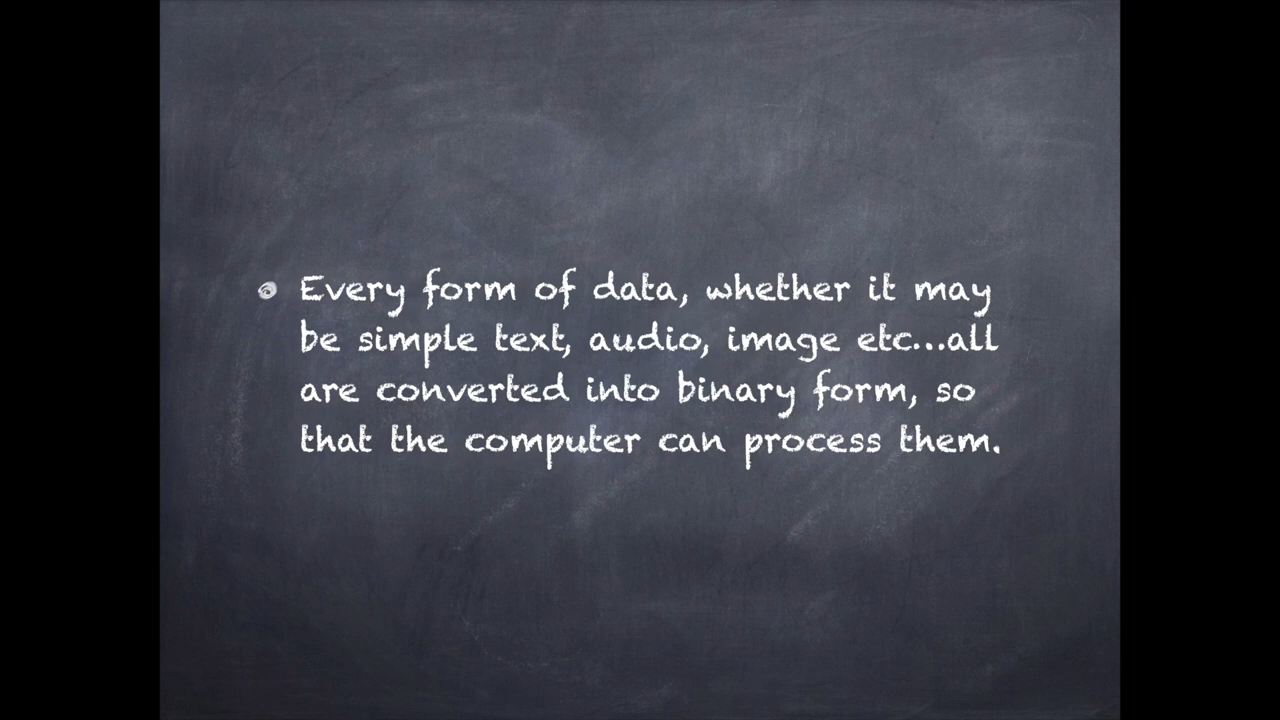 Every form of data, whether it may
be simple text, audio, image etc...all
are converted into binary form, so
that the computer can process them.